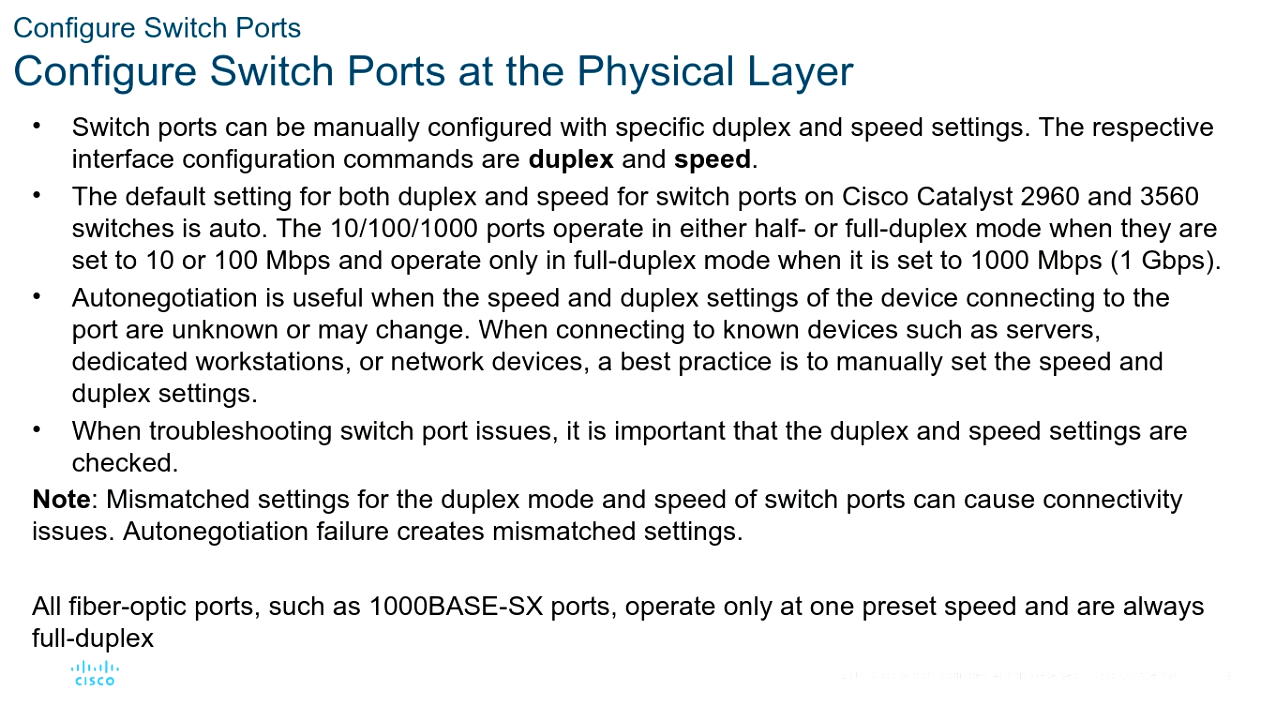 Configure Switch Ports
Configure Switch Ports at the Physical Layer
• Switch ports can be manually configured with specific duplex and speed settings. The respective
interface configuration commands are duplex and speed.
• The default setting for both duplex and speed for switch ports on Cisco Catalyst 2960 and 3560
switches is auto. The 10/100/1000 ports operate in either half- or full-duplex mode when they are
set to 10 or 100 Mbps and operate only in full-duplex mode when it is set to 1000 Mbps (1 Gbps).
• Autonegotiation is useful when the speed and duplex settings of the device connecting to the
port are unknown or may change. When connecting to known devices such as servers,
dedicated workstations, or network devices, a best practice is to manually set the speed and
duplex settings.
• When troubleshooting switch port issues, it is important that the duplex and speed settings are
checked.
Note: Mismatched settings for the duplex mode and speed of switch ports can cause connectivity
issues. Autonegotiation failure creates mismatched settings.
All fiber-optic ports, such as 1000BASE-SX ports, operate only at one preset speed and are always
full-duplex
CISCO